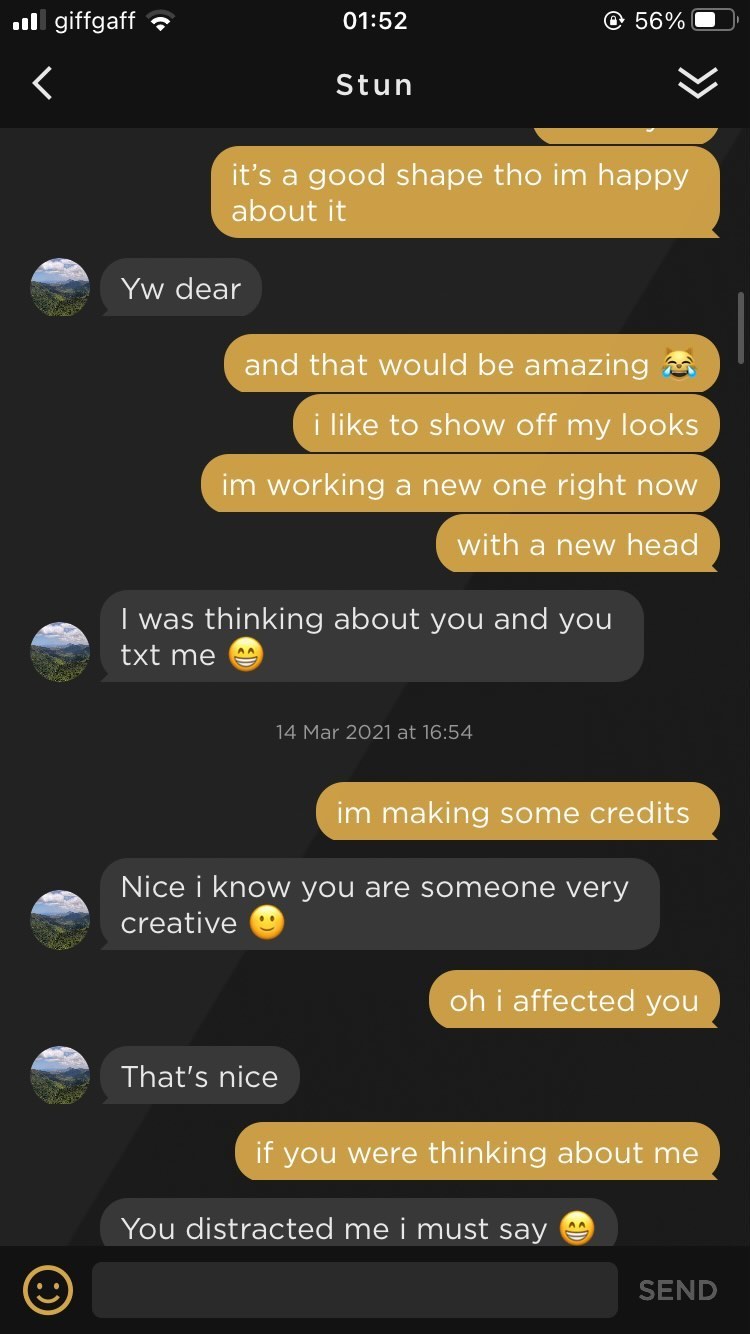 giffgaff 01:52 56%
Stun
it's a good shape tho im happy
about it
Yw dear
and that would be amazing 😹
i like to show off my looks
im working a new one right now
with a new head
I was thinking about you and you
txt me 😁
14 Mar 2021 at 16:54
im making some credits
Nice i know you are someone very
creative 🙂
oh i affected you
That's nice
if you were thinking about me
You distracted me i must say 😁
SEND